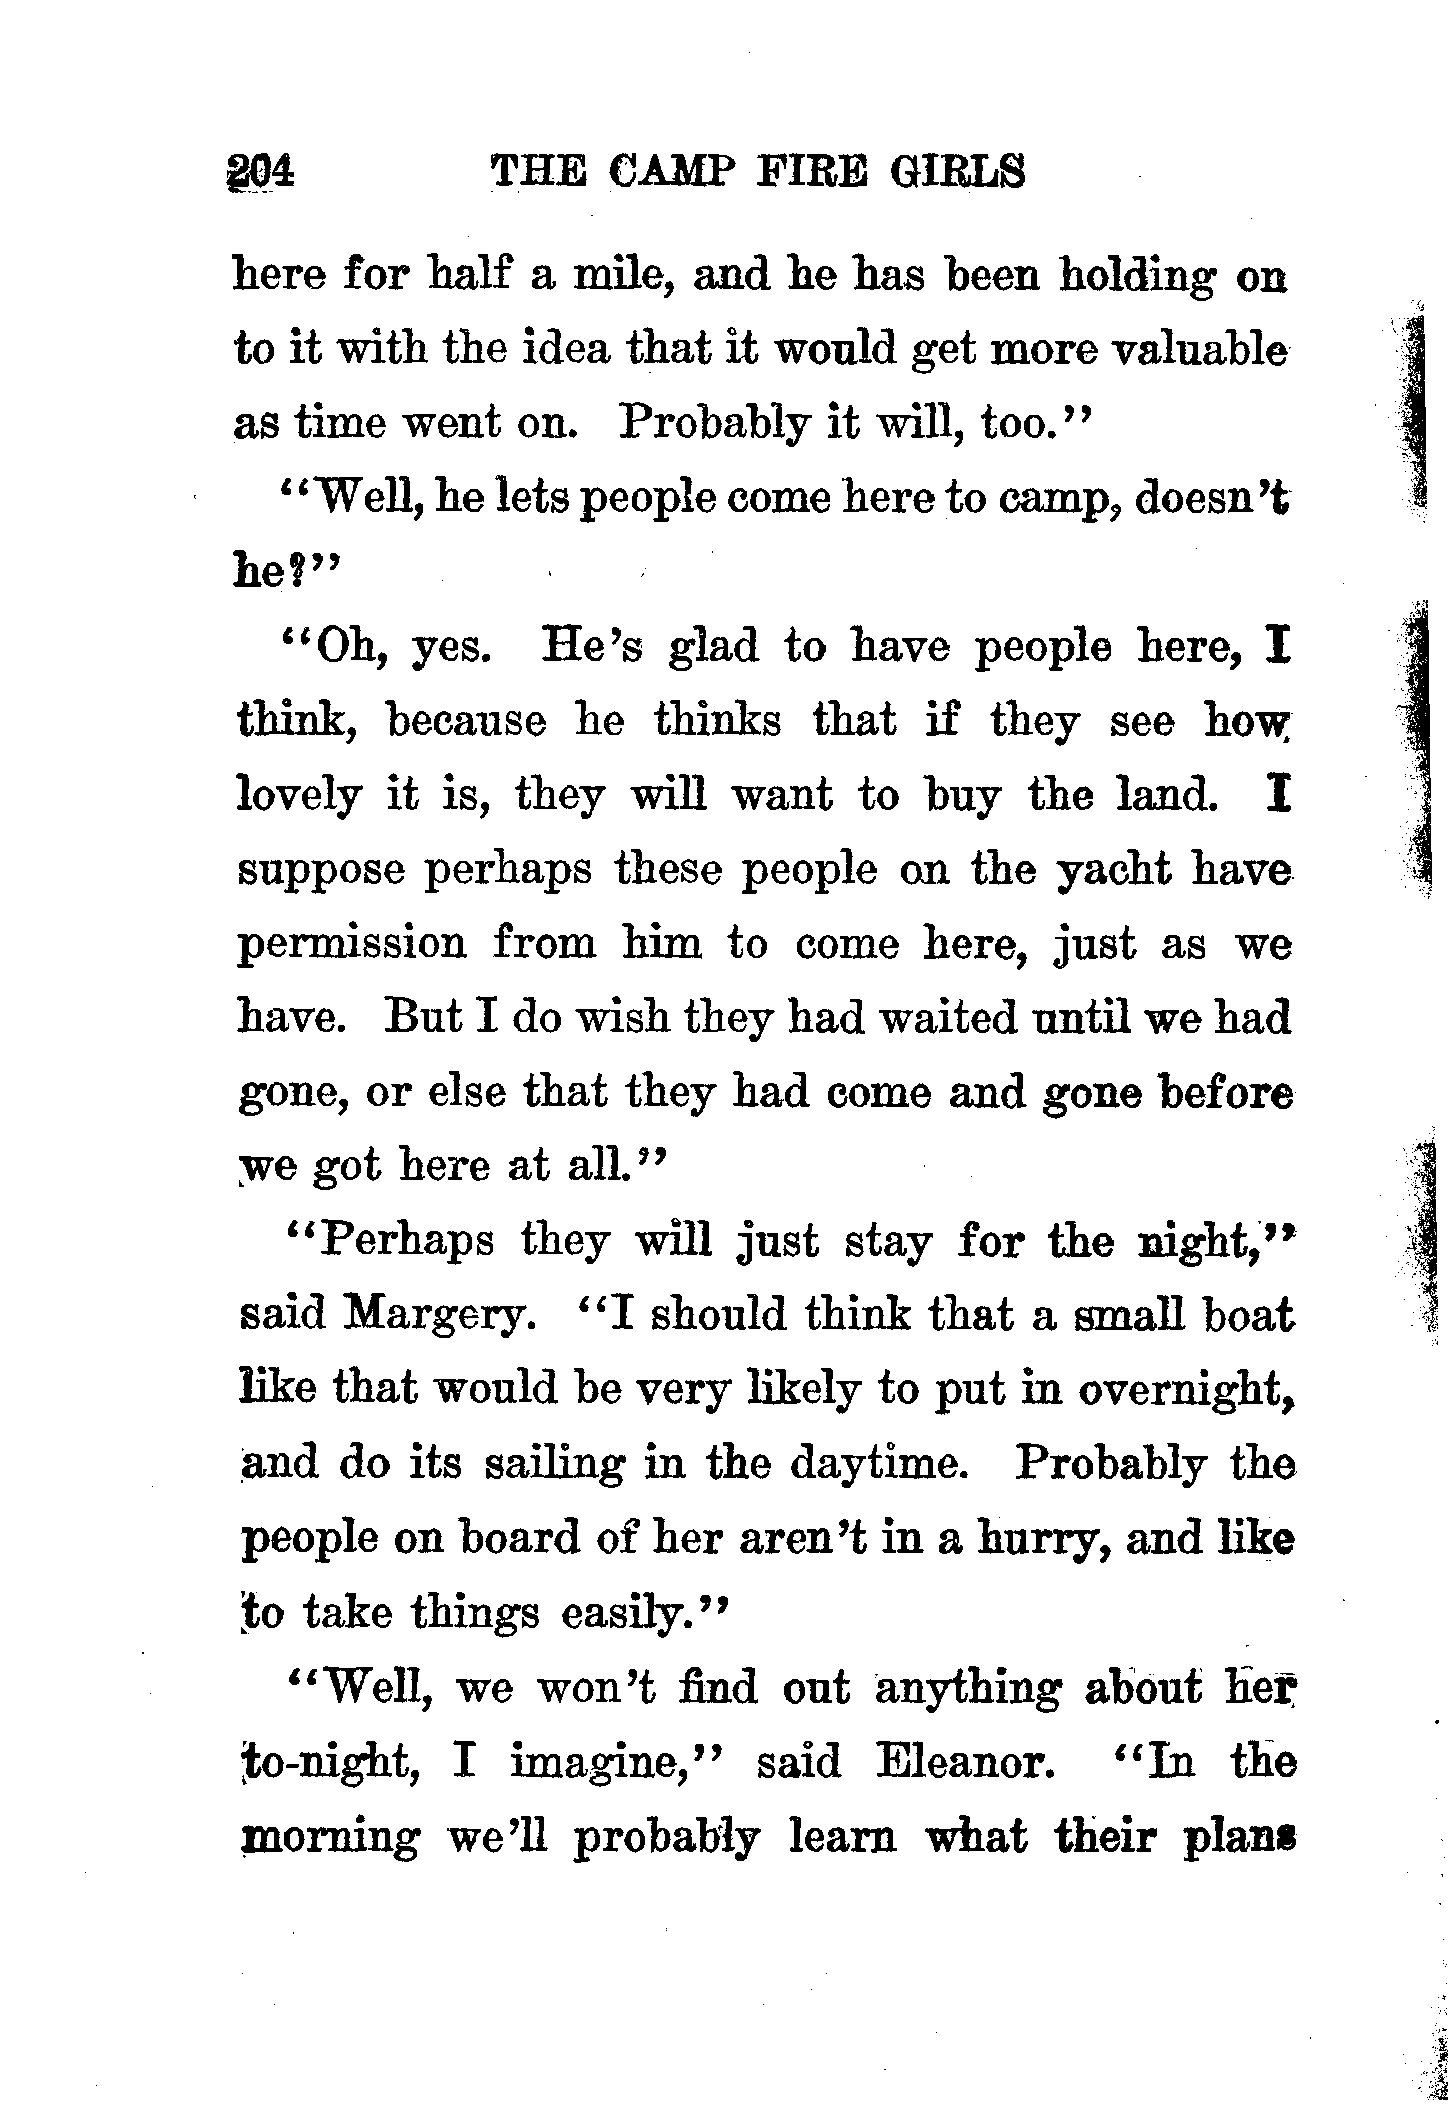 204 THE CAMP FIRE GIRLS
here for half a mile, and he has been holding on
to it with the idea that it would get more valuable
as time went on. Probably it will, too."
"Well, he lets people come here to camp, doesn't
he?"
"Oh, yes. He's glad to have people here, I
think, because he thinks that if they see how
lovely it is, they will want to buy the land. I
suppose perhaps these people on the yacht have
permission from him to come here, just as we
have. But I do wish they had waited until we had
gone, or else that they had come and gone before
we got here at all."
"Perhaps they will just stay for the night,"
said Margery. "I should think that a small boat
like that would be very likely to put in overnight,
and do its sailing in the daytime. Probably the
people on board of her aren't in a hurry, and like
to take things easily."
"Well, we won't find out anything about her
to-night, I imagine," said Eleanor. "In the
morning we'll probably learn what their plans